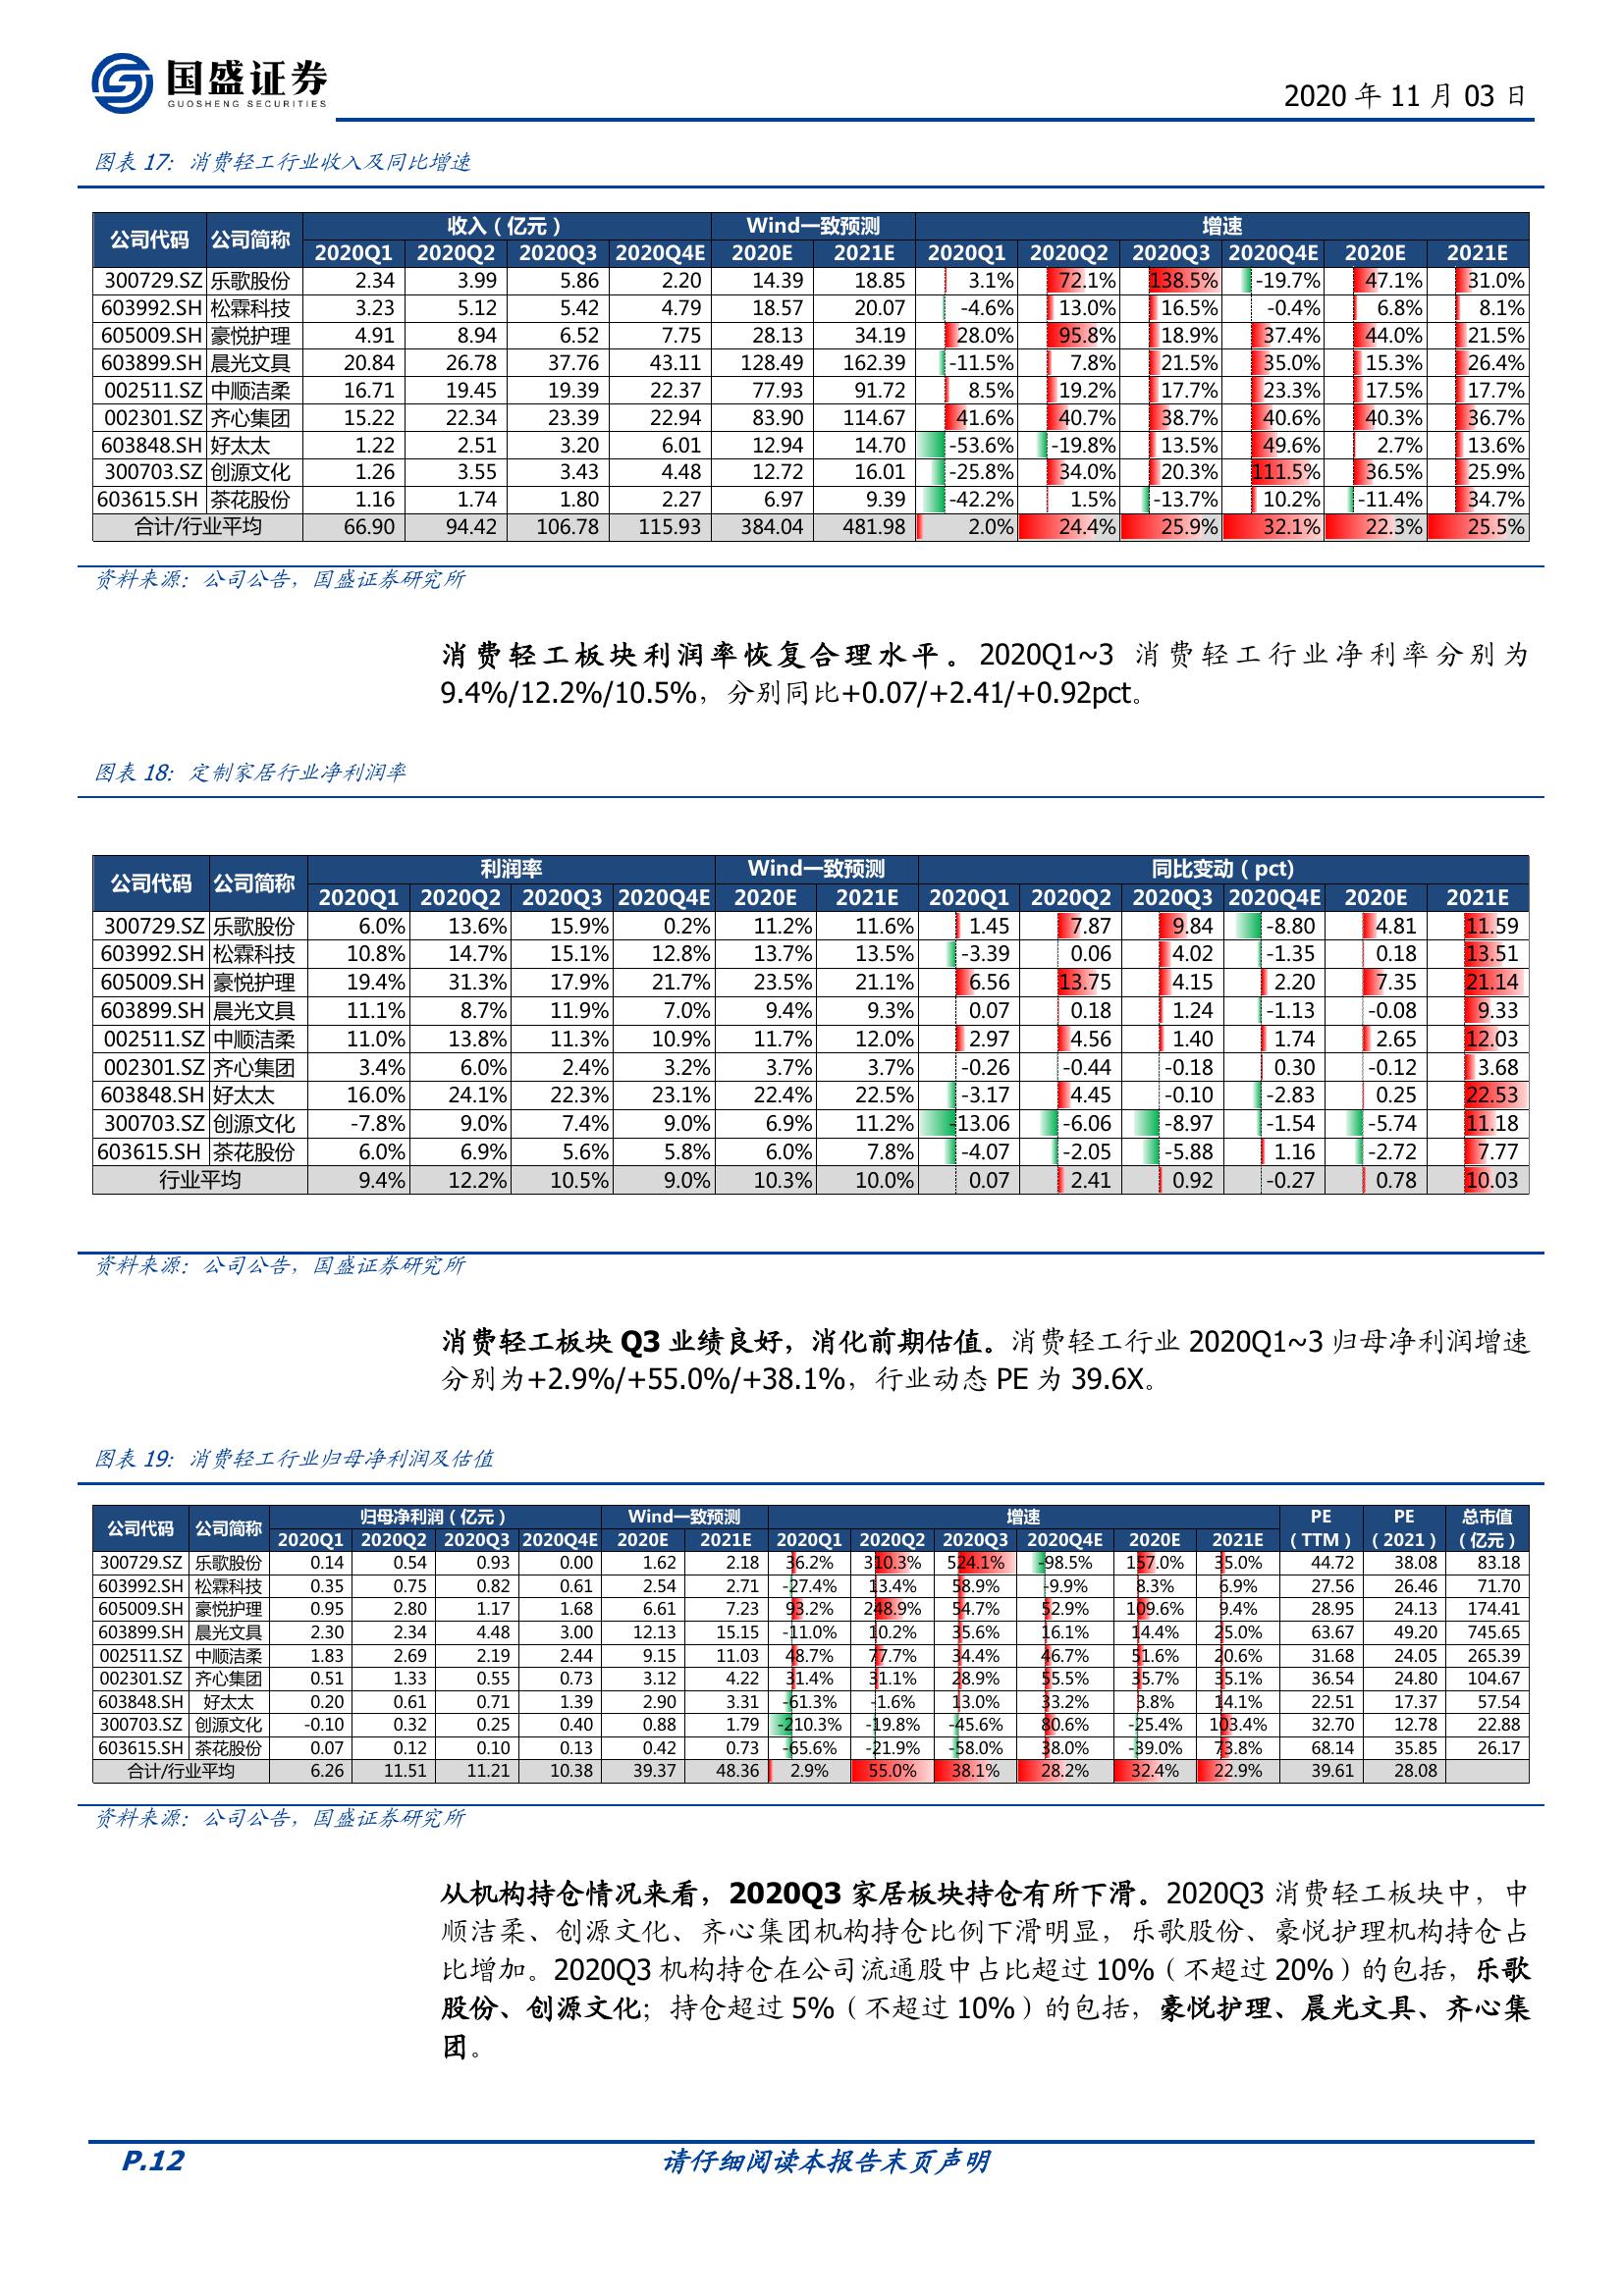 国盛证券
GUOSHENG SECURITIES
2020 年 11 月 03 日
图表 17：消费轻工行业收入及同比增速
公司代码 公司简称 收入（亿元） Wind一致预测 增速
2020Q1 2020Q2 2020Q3 2020Q4E 2020E 2021E 2020Q1 2020Q2 2020Q3 2020Q4E 2020E 2021E
300729.SZ 乐歌股份 2.34 3.99 5.86 2.20 14.39 18.85 3.1% 72.1% 138.5% -19.7% 47.1% 31.0%
603992.SH 松霖科技 3.23 5.12 5.42 4.79 18.57 20.07 -4.6% 13.0% 16.5% -0.4% 6.8% 8.1%
605009.SH 豪悦护理 4.91 8.94 6.52 7.75 28.13 34.19 28.0% 95.8% 18.9% 37.4% 44.0% 21.5%
603899.SH 晨光文具 20.84 26.78 37.76 43.11 128.49 162.39 -11.5% 7.8% 21.5% 35.0% 15.3% 26.4%
002511.SZ 中顺洁柔 16.71 19.45 19.39 22.37 77.93 91.72 8.5% 19.2% 17.7% 23.3% 17.5% 17.7%
002301.SZ 齐心集团 15.22 22.34 23.39 22.94 83.90 114.67 41.6% 40.7% 38.7% 40.6% 40.3% 36.7%
603848.SH 好太太 1.22 2.51 3.20 6.01 12.94 14.70 -53.6% -19.8% 13.5% 49.6% 2.7% 13.6%
300703.SZ 创源文化 1.26 3.55 3.43 4.48 12.72 16.01 -25.8% 34.0% 20.3% 111.5% 36.5% 25.9%
603615.SH 茶花股份 1.16 1.74 1.80 2.27 6.97 9.39 -42.2% 1.5% -13.7% 10.2% -11.4% 34.7%
合计/行业平均 66.90 94.42 106.78 115.93 384.04 481.98 2.0% 24.4% 25.9% 32.1% 22.3% 25.5%
资料来源：公司公告，国盛证券研究所
消费轻工板块利润率恢复合理水平。2020Q1~3 消费轻工行业净利率分别为
9.4%/12.2%/10.5%，分别同比+0.07/+2.41/+0.92pct。
图表 18：定制家居行业净利润率
公司代码 公司简称 利润率 Wind一致预测 同比变动（pct)
2020Q1 2020Q2 2020Q3 2020Q4E 2020E 2021E 2020Q1 2020Q2 2020Q3 2020Q4E 2020E 2021E
300729.SZ 乐歌股份 6.0% 13.6% 15.9% 0.2% 11.2% 11.6% 1.45 7.87 9.84 -8.80 4.81 11.59
603992.SH 松霖科技 10.8% 14.7% 15.1% 12.8% 13.7% 13.5% -3.39 0.06 4.02 -1.35 0.18 13.51
605009.SH 豪悦护理 19.4% 31.3% 17.9% 21.7% 23.5% 21.1% 6.56 13.75 4.15 2.20 7.35 21.14
603899.SH 晨光文具 11.1% 8.7% 11.9% 7.0% 9.4% 9.3% 0.07 0.18 1.24 -1.13 -0.08 9.33
002511.SZ 中顺洁柔 11.0% 13.8% 11.3% 10.9% 11.7% 12.0% 2.97 4.56 1.40 1.74 2.65 12.03
002301.SZ 齐心集团 3.4% 6.0% 2.4% 3.2% 3.7% 3.7% -0.26 -0.44 -0.18 0.30 -0.12 3.68
603848.SH 好太太 16.0% 24.1% 22.3% 23.1% 22.4% 22.5% -3.17 4.45 -0.10 -2.83 0.25 22.53
300703.SZ 创源文化 -7.8% 9.0% 7.4% 9.0% 6.9% 11.2% -13.06 -6.06 -8.97 -1.54 -5.74 11.18
603615.SH 茶花股份 6.0% 6.9% 5.6% 5.8% 6.0% 7.8% -4.07 -2.05 -5.88 1.16 -2.72 7.77
行业平均 9.4% 12.2% 10.5% 9.0% 10.3% 10.0% 0.07 2.41 0.92 -0.27 0.78 10.03
资料来源：公司公告，国盛证券研究所
消费轻工板块 Q3 业绩良好，消化前期估值。消费轻工行业 2020Q1~3 归母净利润增速
分别为+2.9%/+55.0%/+38.1%，行业动态 PE 为 39.6X。
图表 19：消费轻工行业归母净利润及估值
公司代码 公司简称 归母净利润（亿元） Wind一致预测 增速 PE（TTM） PE（2021） 总市值（亿元）
2020Q1 2020Q2 2020Q3 2020Q4E 2020E 2021E 2020Q1 2020Q2 2020Q3 2020Q4E 2020E 2021E
300729.SZ 乐歌股份 0.14 0.54 0.93 0.00 1.62 2.18 36.2% 310.3% 524.1% -98.5% 157.0% 35.0% 44.72 38.08 83.18
603992.SH 松霖科技 0.35 0.75 0.82 0.61 2.54 2.71 -27.4% 13.4% 58.9% -9.9% 8.3% 6.9% 27.56 26.46 71.70
605009.SH 豪悦护理 0.95 2.80 1.17 1.68 6.61 7.23 93.2% 248.9% 54.7% 52.9% 109.6% 9.4% 28.95 24.13 174.41
603899.SH 晨光文具 2.30 2.34 4.48 3.00 12.13 15.15 -11.0% 10.2% 35.6% 16.1% 14.4% 25.0% 63.67 49.20 745.65
002511.SZ 中顺洁柔 1.83 2.69 2.19 2.44 9.15 11.03 48.7% 77.7% 34.4% 46.7% 51.6% 20.6% 31.68 24.05 265.39
002301.SZ 齐心集团 0.51 1.33 0.55 0.73 3.12 4.22 31.4% 31.1% 28.9% 55.5% 35.7% 35.1% 36.54 24.80 104.67
603848.SH 好太太 0.20 0.61 0.71 1.39 2.90 3.31 -61.3% -1.6% 13.0% 33.2% 3.8% 14.1% 22.51 17.37 57.54
300703.SZ 创源文化 -0.10 0.32 0.25 0.40 0.88 1.79 -210.3% -19.8% -45.6% 80.6% -25.4% 103.4% 32.70 12.78 22.88
603615.SH 茶花股份 0.07 0.12 0.10 0.13 0.42 0.73 -65.6% -21.9% -58.0% 38.0% -39.0% 73.8% 68.14 35.85 26.17
合计/行业平均 6.26 11.51 11.21 10.38 39.37 48.36 2.9% 55.0% 38.1% 28.2% 32.4% 22.9% 39.61 28.08
资料来源：公司公告，国盛证券研究所
从机构持仓情况来看，2020Q3 家居板块持仓有所下滑。2020Q3 消费轻工板块中，中
顺洁柔、创源文化、齐心集团机构持仓比例下滑明显，乐歌股份、豪悦护理机构持仓占
比增加。2020Q3 机构持仓在公司流通股中占比超过 10%（不超过 20%）的包括，乐歌
股份、创源文化；持仓超过 5%（不超过 10%）的包括，豪悦护理、晨光文具、齐心集
团。
P.12 请仔细阅读本报告末页声明